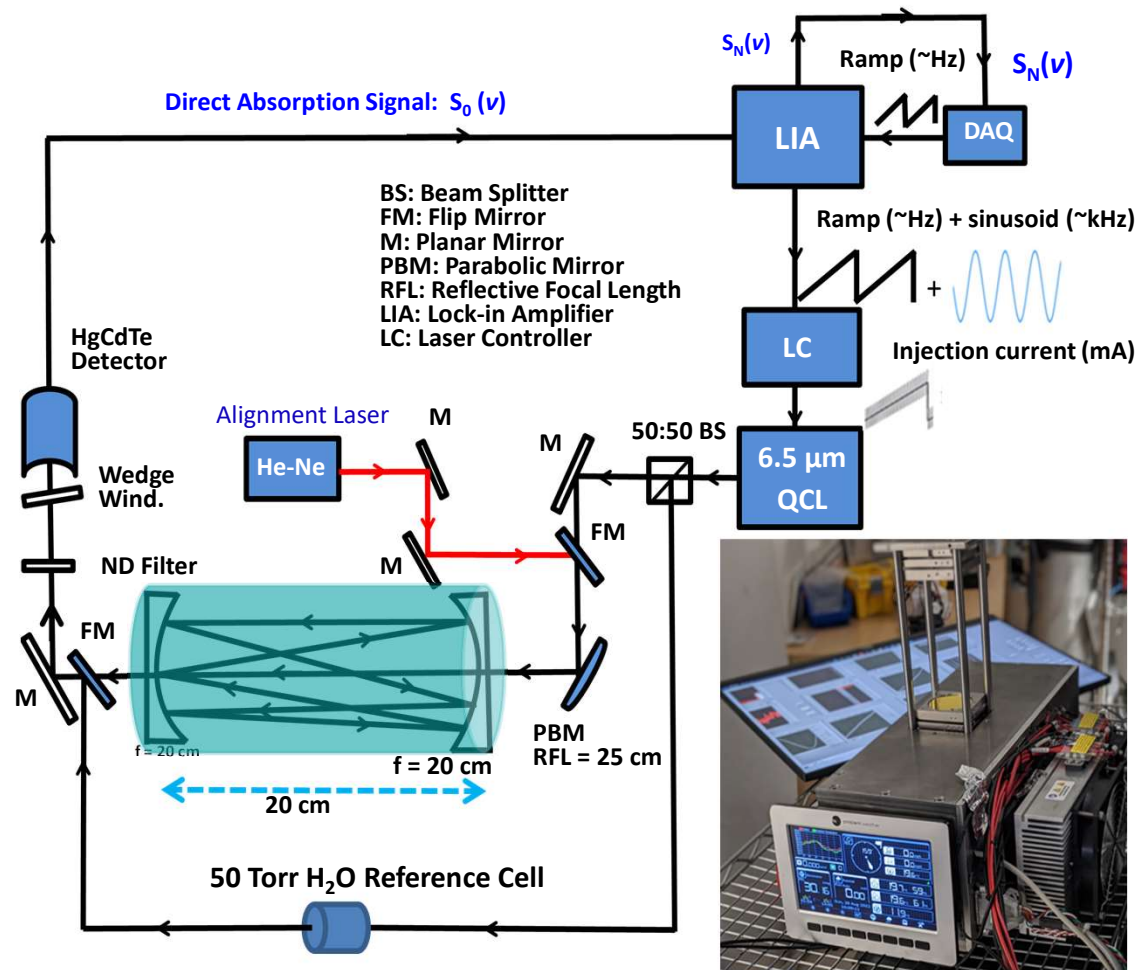 S_N(ν)
Ramp (~Hz)
S_N(ν)
Direct Absorption Signal: S₀ (ν)
LIA
DAQ
BS: Beam Splitter
FM: Flip Mirror
M: Planar Mirror
PBM: Parabolic Mirror
RFL: Reflective Focal Length
LIA: Lock-in Amplifier
LC: Laser Controller
Ramp (~Hz) + sinusoid (~kHz)
+
HgCdTe
Detector
LC
Injection current (mA)
Alignment Laser
M
He-Ne
M
50:50 BS
6.5 µm
QCL
Wedge
Wind.
FM
M
ND Filter
FM
M
PBM
RFL = 25 cm
f = 20 cm
f = 20 cm
20 cm
50 Torr H₂O Reference Cell